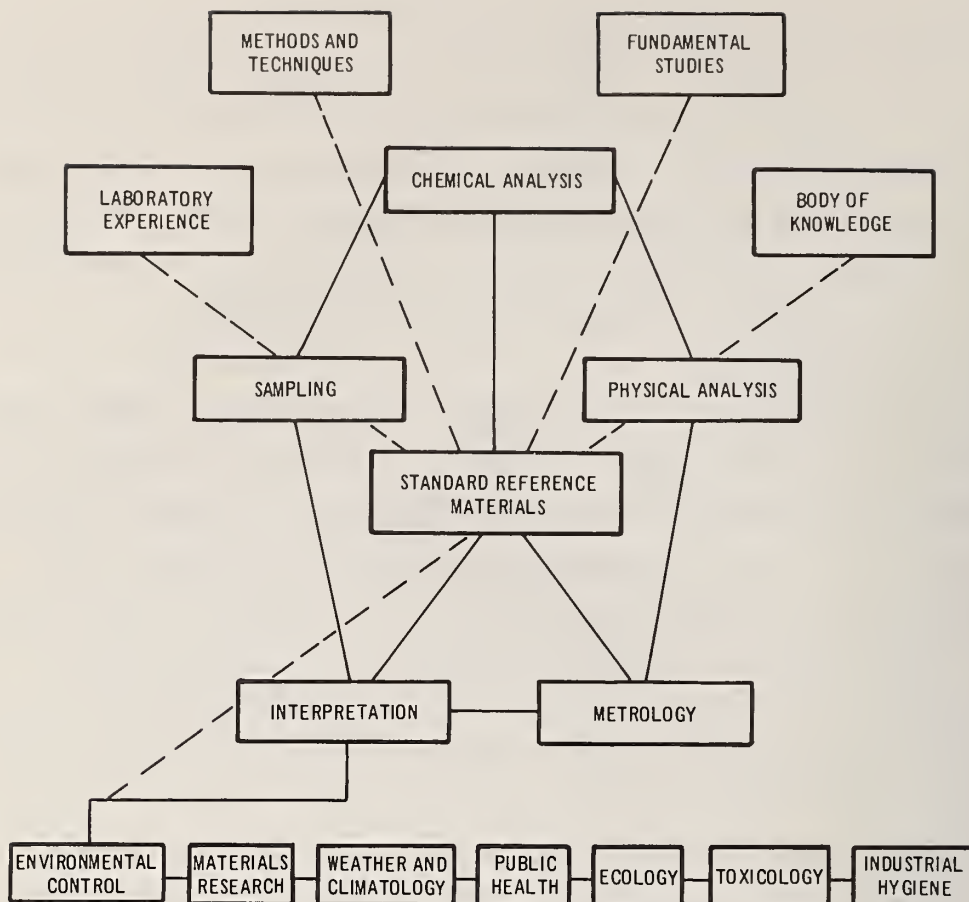 METHODS AND
TECHNIQUES
FUNDAMENTAL
STUDIES
CHEMICAL ANALYSIS
LABORATORY
EXPERIENCE
BODY OF
KNOWLEDGE
SAMPLING
PHYSICAL ANALYSIS
STANDARD REFERENCE
MATERIALS
INTERPRETATION
METROLOGY
ENVIRONMENTAL
CONTROL
MATERIALS
RESEARCH
WEATHER AND
CLIMATOLOGY
PUBLIC
HEALTH
ECOLOGY
TOXICOLOGY
INDUSTRIAL
HYGIENE